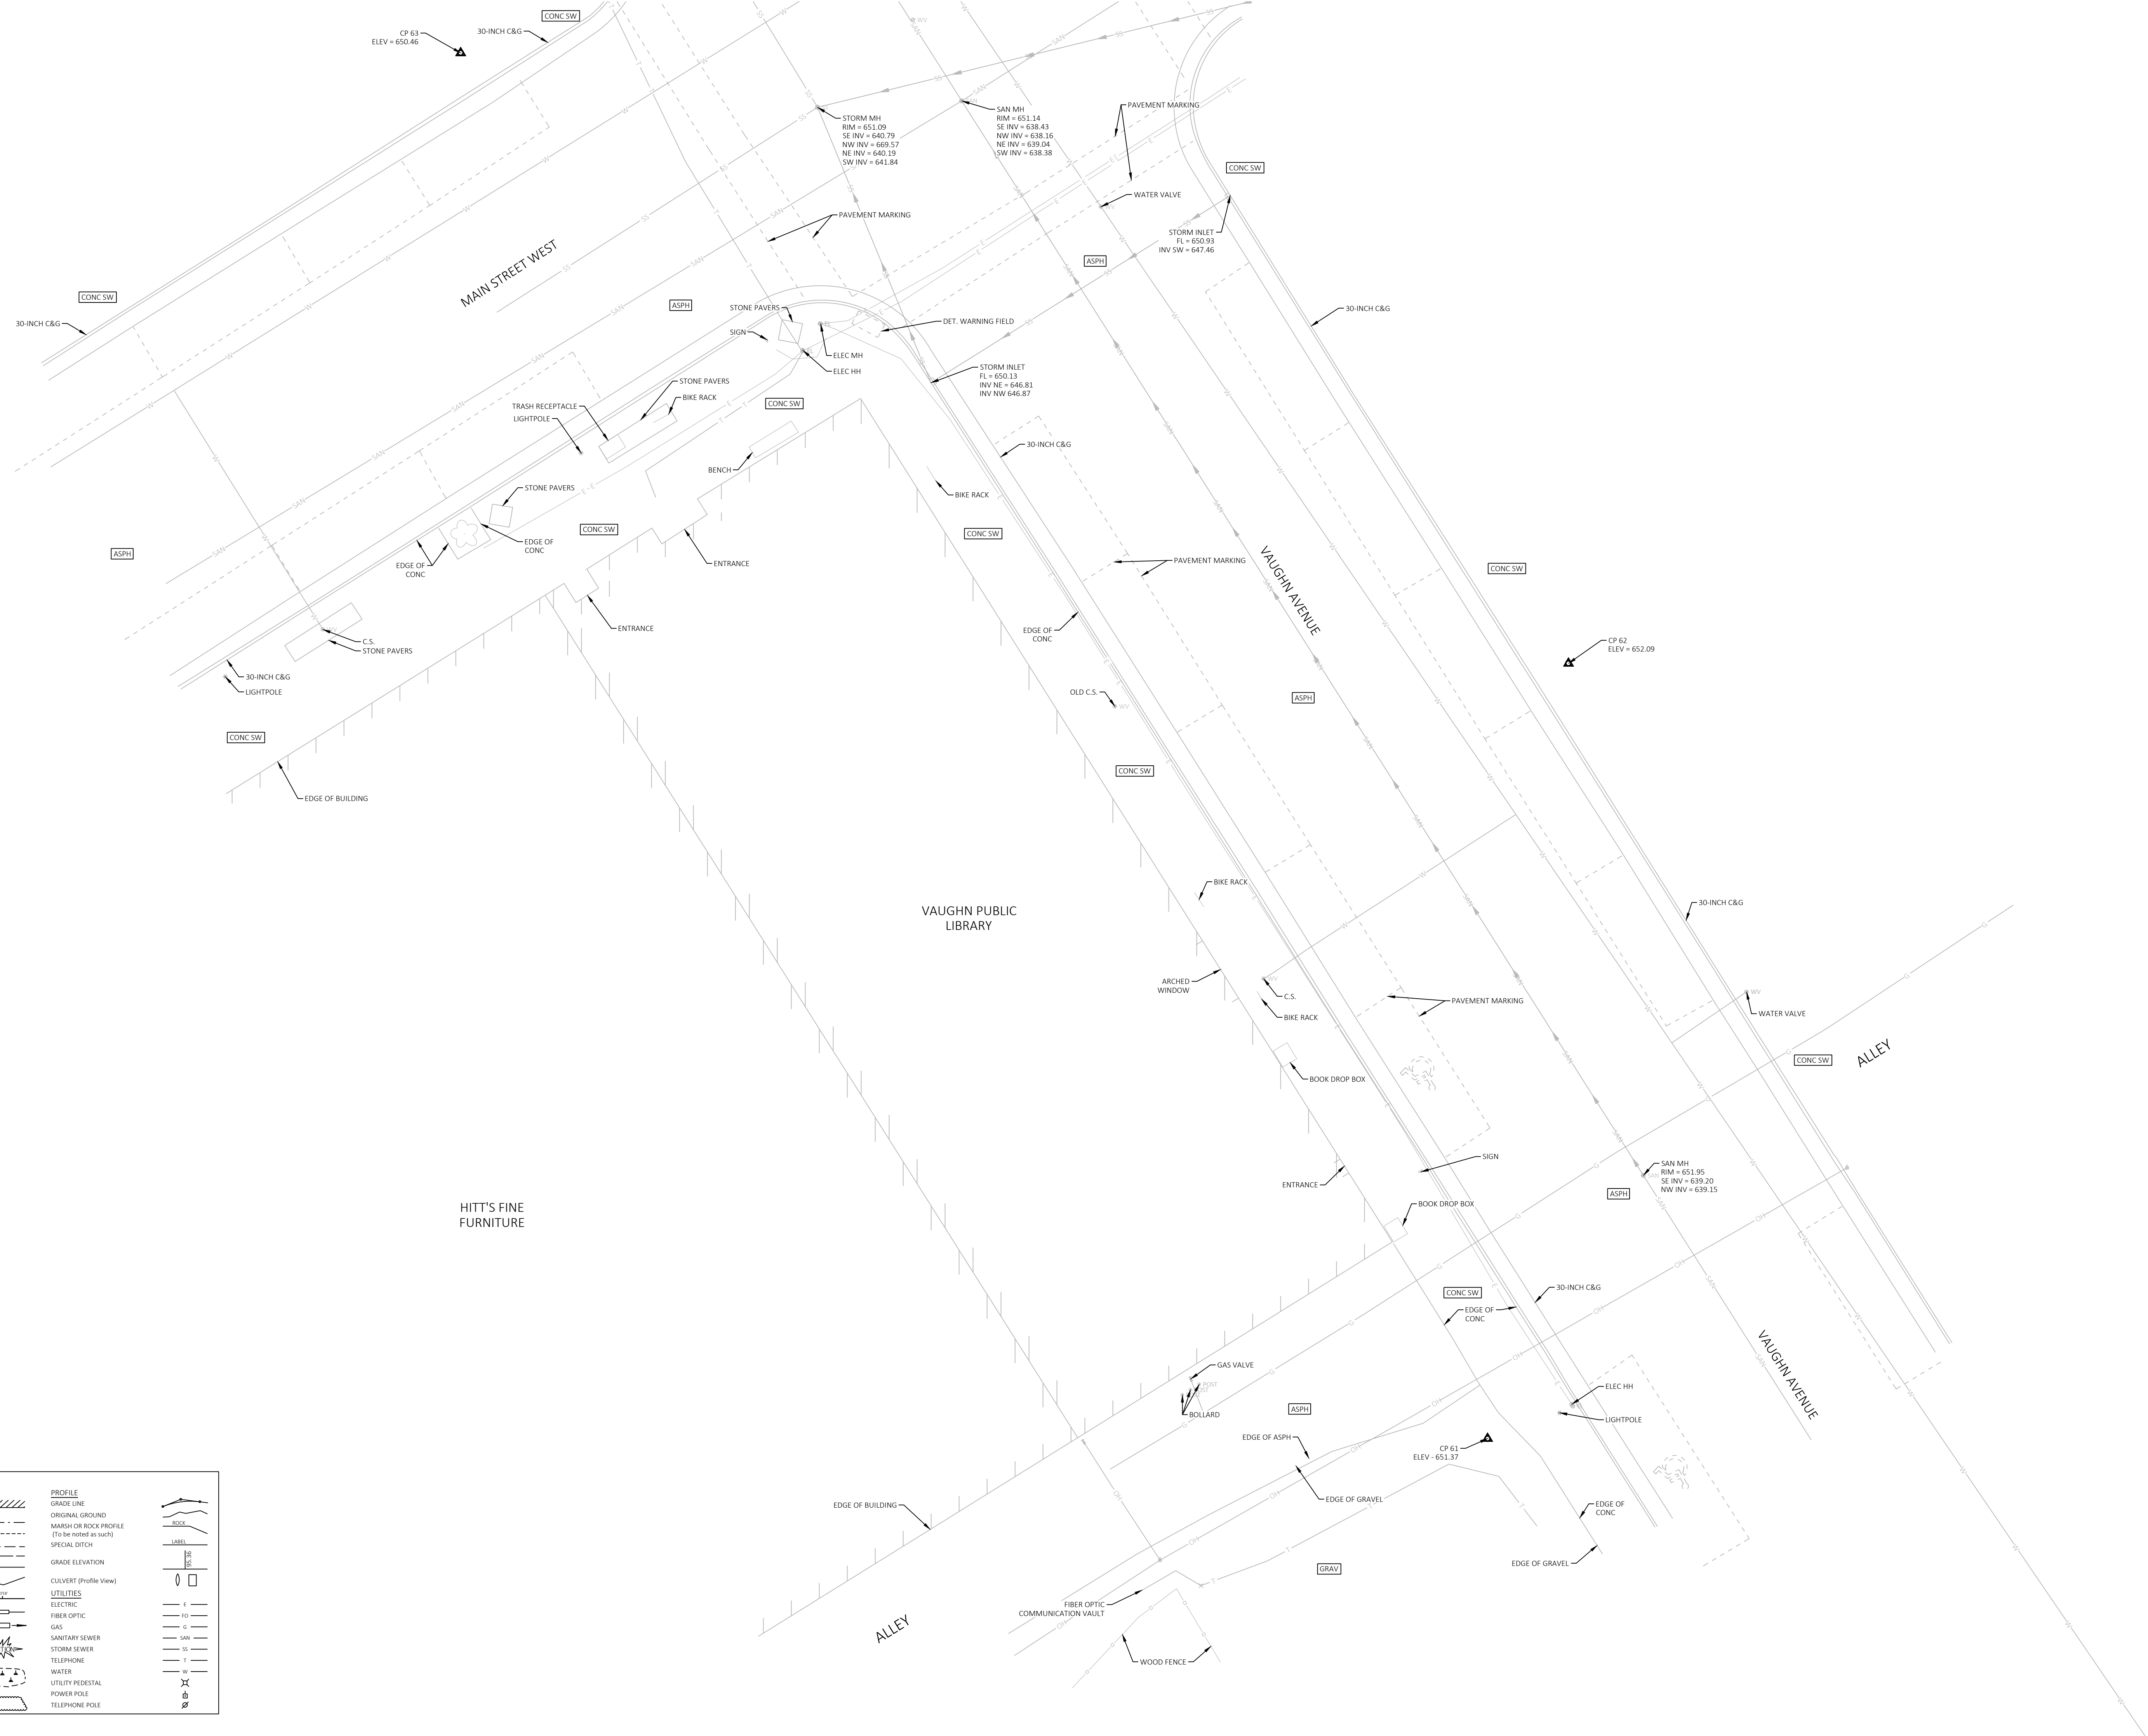 CONC SW
CP 63
ELEV = 650.46
30-INCH C&G
STORM MH
RIM = 651.09
SE INV = 640.79
NW INV = 669.57
NE INV = 640.19
SW INV = 641.84
SAN MH
RIM = 651.14
SE INV = 638.43
NW INV = 638.16
NE INV = 639.04
SW INV = 638.38
PAVEMENT MARKING
CONC SW
WATER VALVE
PAVEMENT MARKING
STORM INLET
FL = 650.93
INV SW = 647.46
MAIN STREET WEST
ASPH
CONC SW
30-INCH C&G
ASPH
STONE PAVERS
SIGN
DET. WARNING FIELD
30-INCH C&G
ELEC MH
ELEC HH
STORM INLET
FL = 650.13
INV NE = 646.81
INV NW 646.87
STONE PAVERS
BIKE RACK
TRASH RECEPTACLE
LIGHTPOLE
CONC SW
30-INCH C&G
BENCH
STONE PAVERS
BIKE RACK
CONC SW
CONC SW
EDGE OF
CONC
ASPH
EDGE OF
CONC
ENTRANCE
PAVEMENT MARKING
VAUGHN AVENUE
CONC SW
ENTRANCE
EDGE OF
CONC
C.S.
STONE PAVERS
CP 62
ELEV = 652.09
30-INCH C&G
LIGHTPOLE
OLD C.S.
WV
ASPH
CONC SW
CONC SW
EDGE OF BUILDING
BIKE RACK
VAUGHN PUBLIC
LIBRARY
30-INCH C&G
ARCHED
WINDOW
C.S.
BIKE RACK
PAVEMENT MARKING
WV
WATER VALVE
CONC SW
ALLEY
BOOK DROP BOX
SIGN
ENTRANCE
SAN MH
RIM = 651.95
SE INV = 639.20
NW INV = 639.15
ASPH
BOOK DROP BOX
HITT'S FINE
FURNITURE
CONC SW
30-INCH C&G
EDGE OF
CONC
VAUGHN AVENUE
GAS VALVE
POST
BOLLARD
ASPH
ELEC HH
LIGHTPOLE
EDGE OF ASPH
CP 61
ELEV - 651.37
EDGE OF GRAVEL
EDGE OF BUILDING
EDGE OF
CONC
EDGE OF GRAVEL
GRAV
FIBER OPTIC
COMMUNICATION VAULT
ALLEY
WOOD FENCE
PROFILE
GRADE LINE
ORIGINAL GROUND
MARSH OR ROCK PROFILE
(To be noted as such)
ROCK
SPECIAL DITCH
LABEL
GRADE ELEVATION
95.36
CULVERT (Profile View)
UTILITIES
ELECTRIC
E
FIBER OPTIC
FO
GAS
G
SANITARY SEWER
SAN
STORM SEWER
SS
TELEPHONE
T
WATER
W
UTILITY PEDESTAL
POWER POLE
TELEPHONE POLE